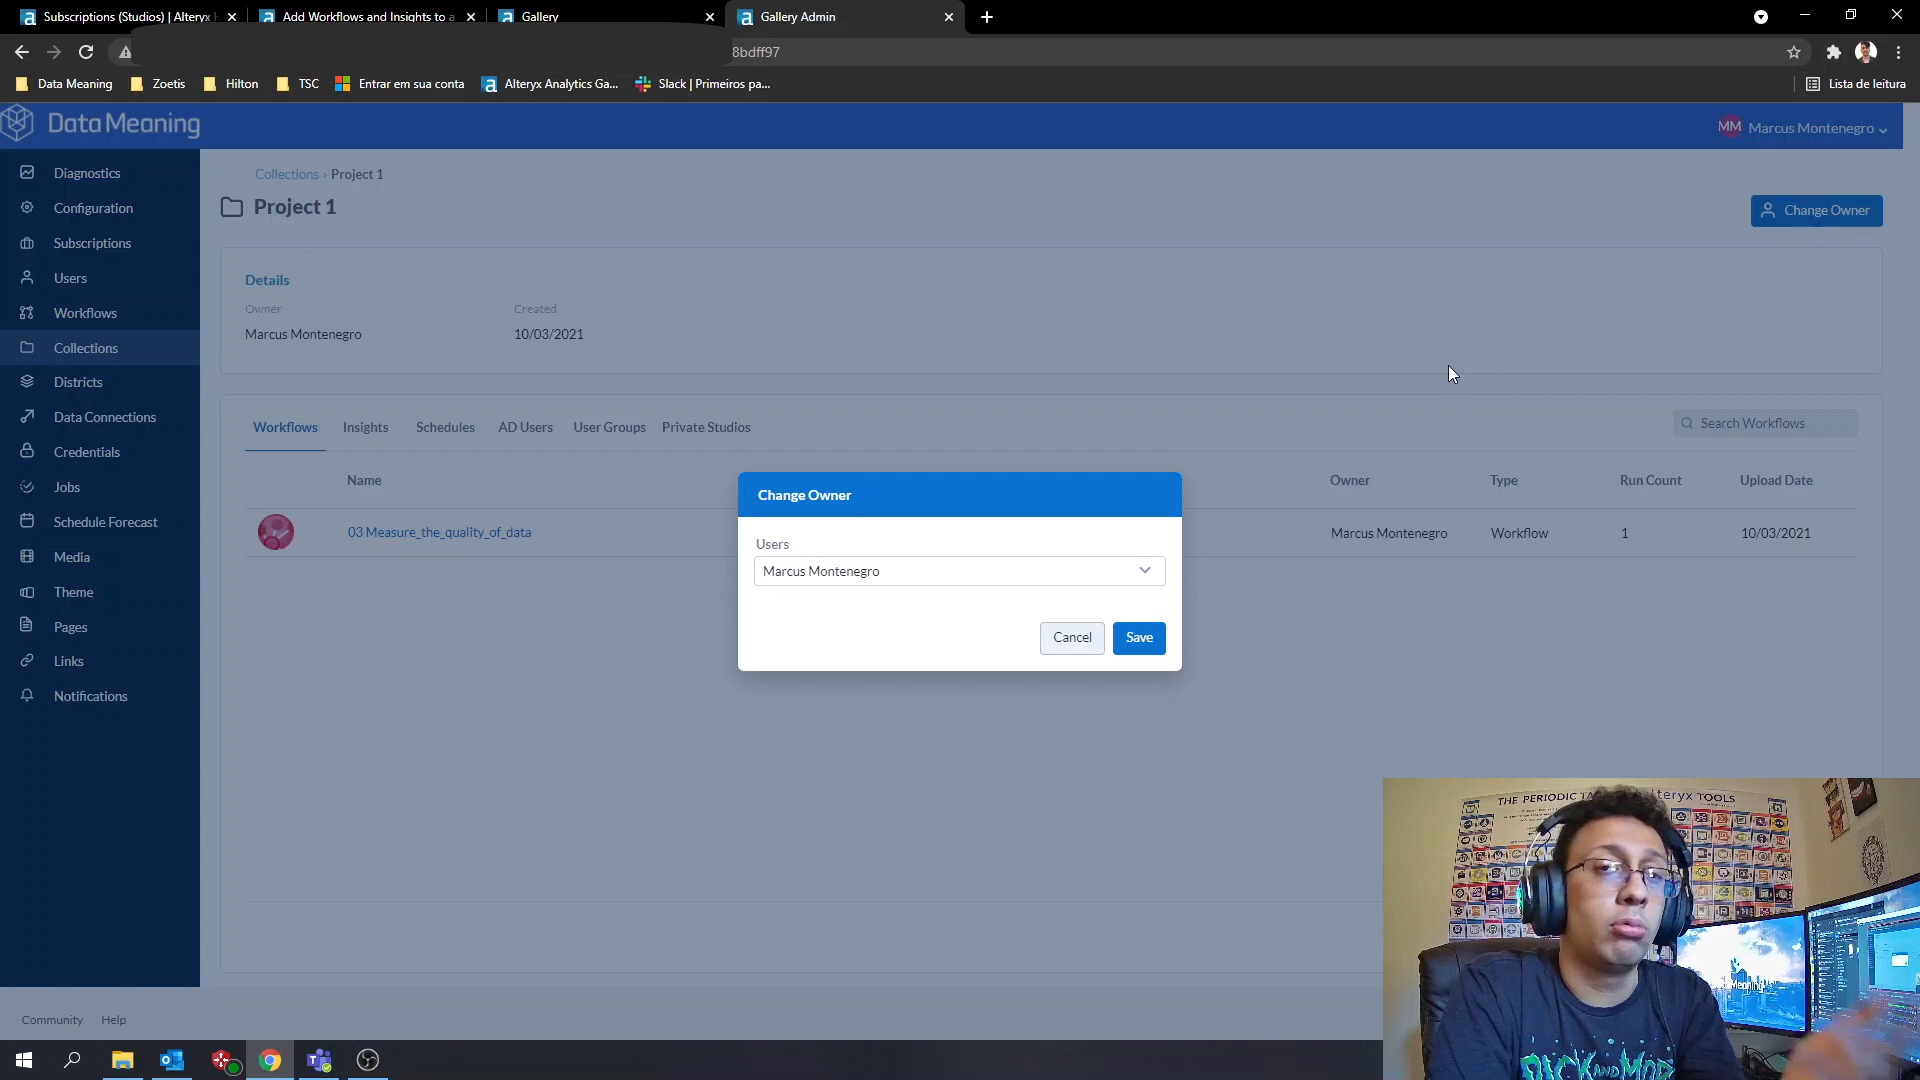 Subscriptions (Studios) | Alteryx H
Add Workflows and Insights to a
Gallery
Gallery Admin
8bdff97
Data Meaning
Zoetis
Hilton
TSC
Entrar em sua conta
Alteryx Analytics Ga...
Slack | Primeiros pa...
Lista de leitura
Data Meaning
MM Marcus Montenegro
Diagnostics
Configuration
Subscriptions
Users
Workflows
Collections
Districts
Data Connections
Credentials
Jobs
Schedule Forecast
Media
Theme
Pages
Links
Notifications
Collections › Project 1
Project 1
Change Owner
Details
Owner
Created
Marcus Montenegro
10/03/2021
Workflows Insights Schedules AD Users User Groups Private Studios
Search Workflows
Name Owner Type Run Count Upload Date
03 Measure_the_quality_of_data Marcus Montenegro Workflow 1 10/03/2021
Change Owner
Users
Marcus Montenegro
Cancel
Save
Community
Help
THE PERIODIC TA
lteryx TOOLS
RICK AND MOR